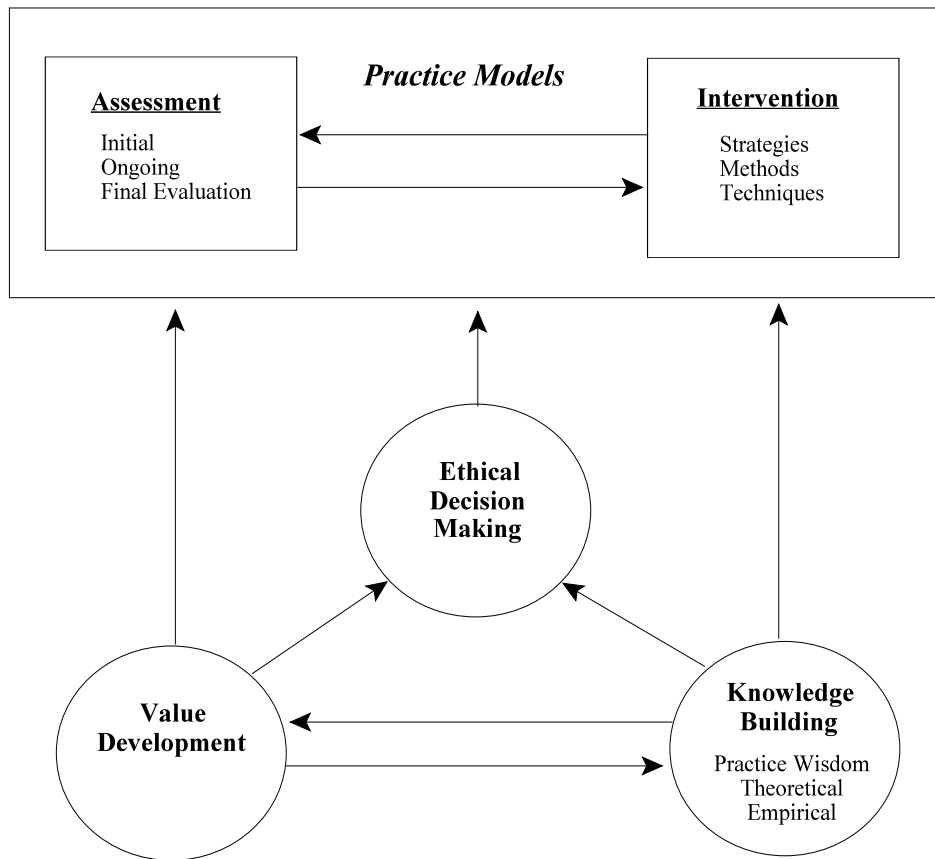 Practice Models
Assessment
Initial
Ongoing
Final Evaluation
Intervention
Strategies
Methods
Techniques
Ethical
Decision
Making
Value
Development
Knowledge
Building
Practice Wisdom
Theoretical
Empirical